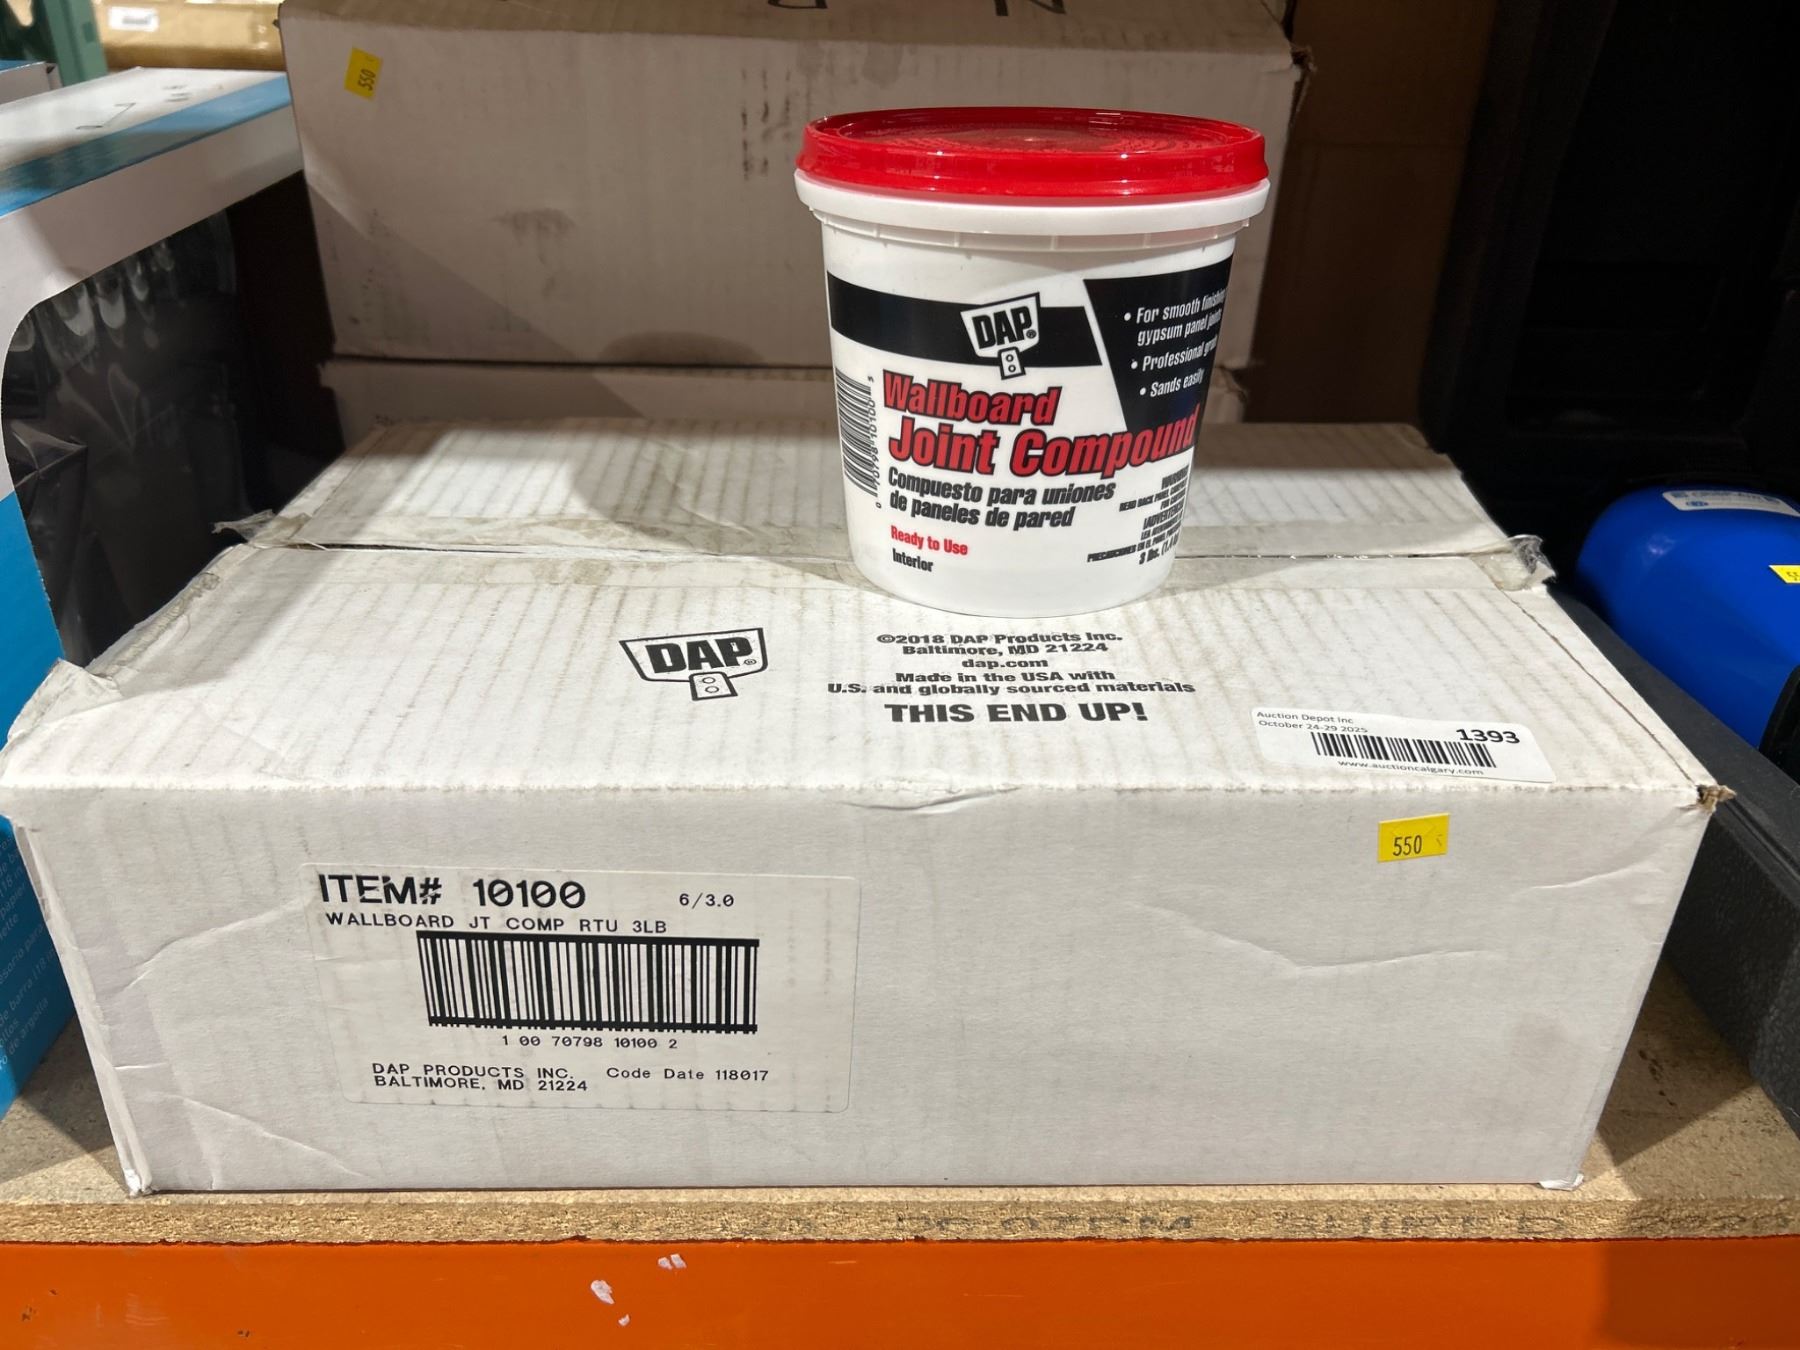 550
DAP®
• For smooth finishing
gypsum panel joints
• Professional
• Sands easily
Wallboard
Joint Compound
Compuesto para uniones
de paneles de pared
Ready to Use
Interior
0 70798 10100 5
DAP®
©2018 DAP Products Inc.
Baltimore, MD 21224
dap.com
Made in the USA with
U.S. and globally sourced materials
THIS END UP!
Auction Depot Inc
October 24-29 2025
1393
www.auctioncalgary.com
550
ITEM# 10100 6/3.0
WALLBOARD JT COMP RTU 3LB
1 00 70798 10100 2
DAP PRODUCTS INC. Code Date 118017
BALTIMORE, MD 21224